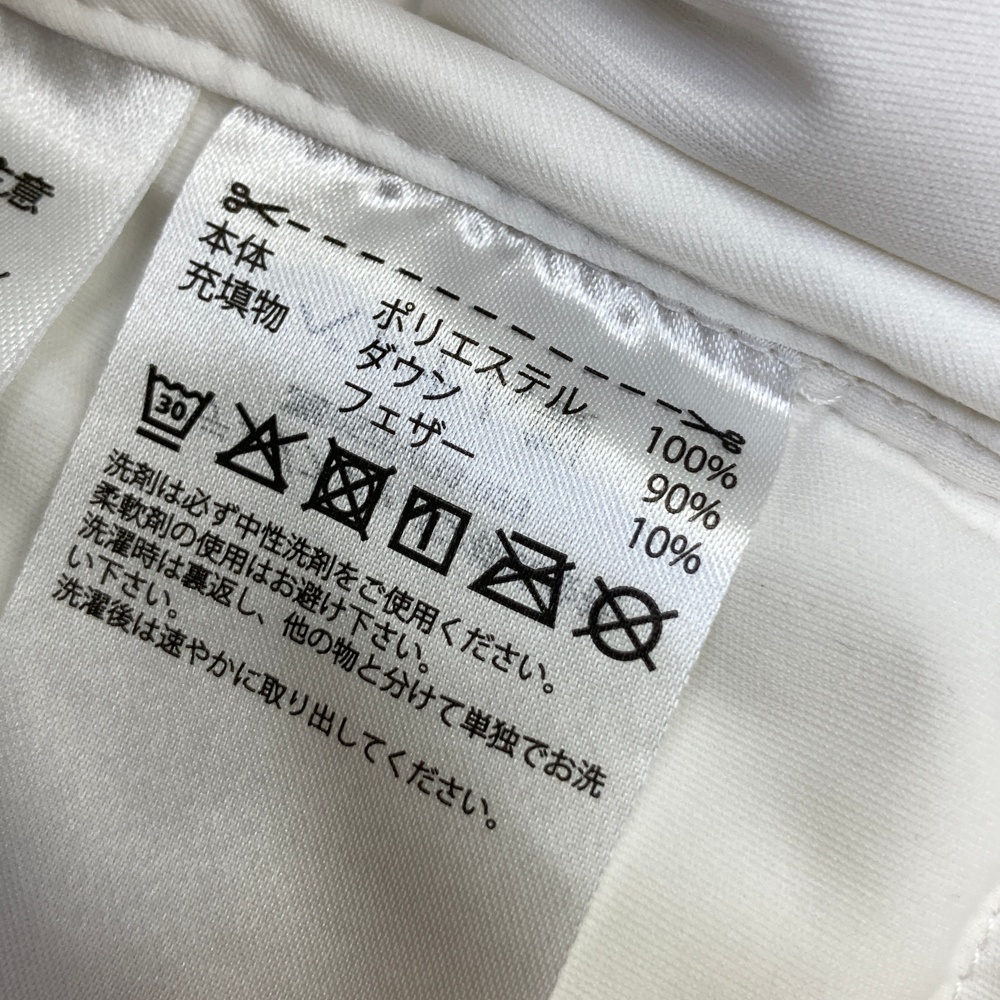 注意
本体 ポリエステル 100%
充填物 ダウン 90%
フェザー 10%
30
洗剤は必ず中性洗剤をご使用ください。
柔軟剤の使用はお避け下さい。
洗濯時は裏返し、他の物と分けて単独でお洗
い下さい。
洗濯後は速やかに取り出してください。